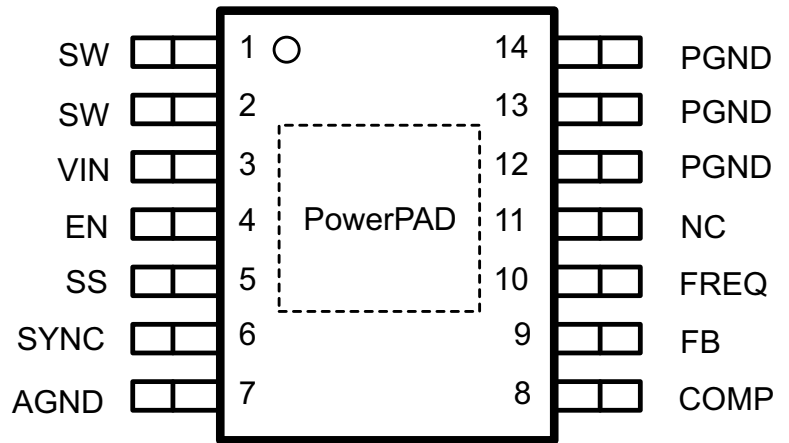 SW 1 14 PGND
SW 2 13 PGND
VIN 3 12 PGND
EN 4 PowerPAD 11 NC
SS 5 10 FREQ
SYNC 6 9 FB
AGND 7 8 COMP